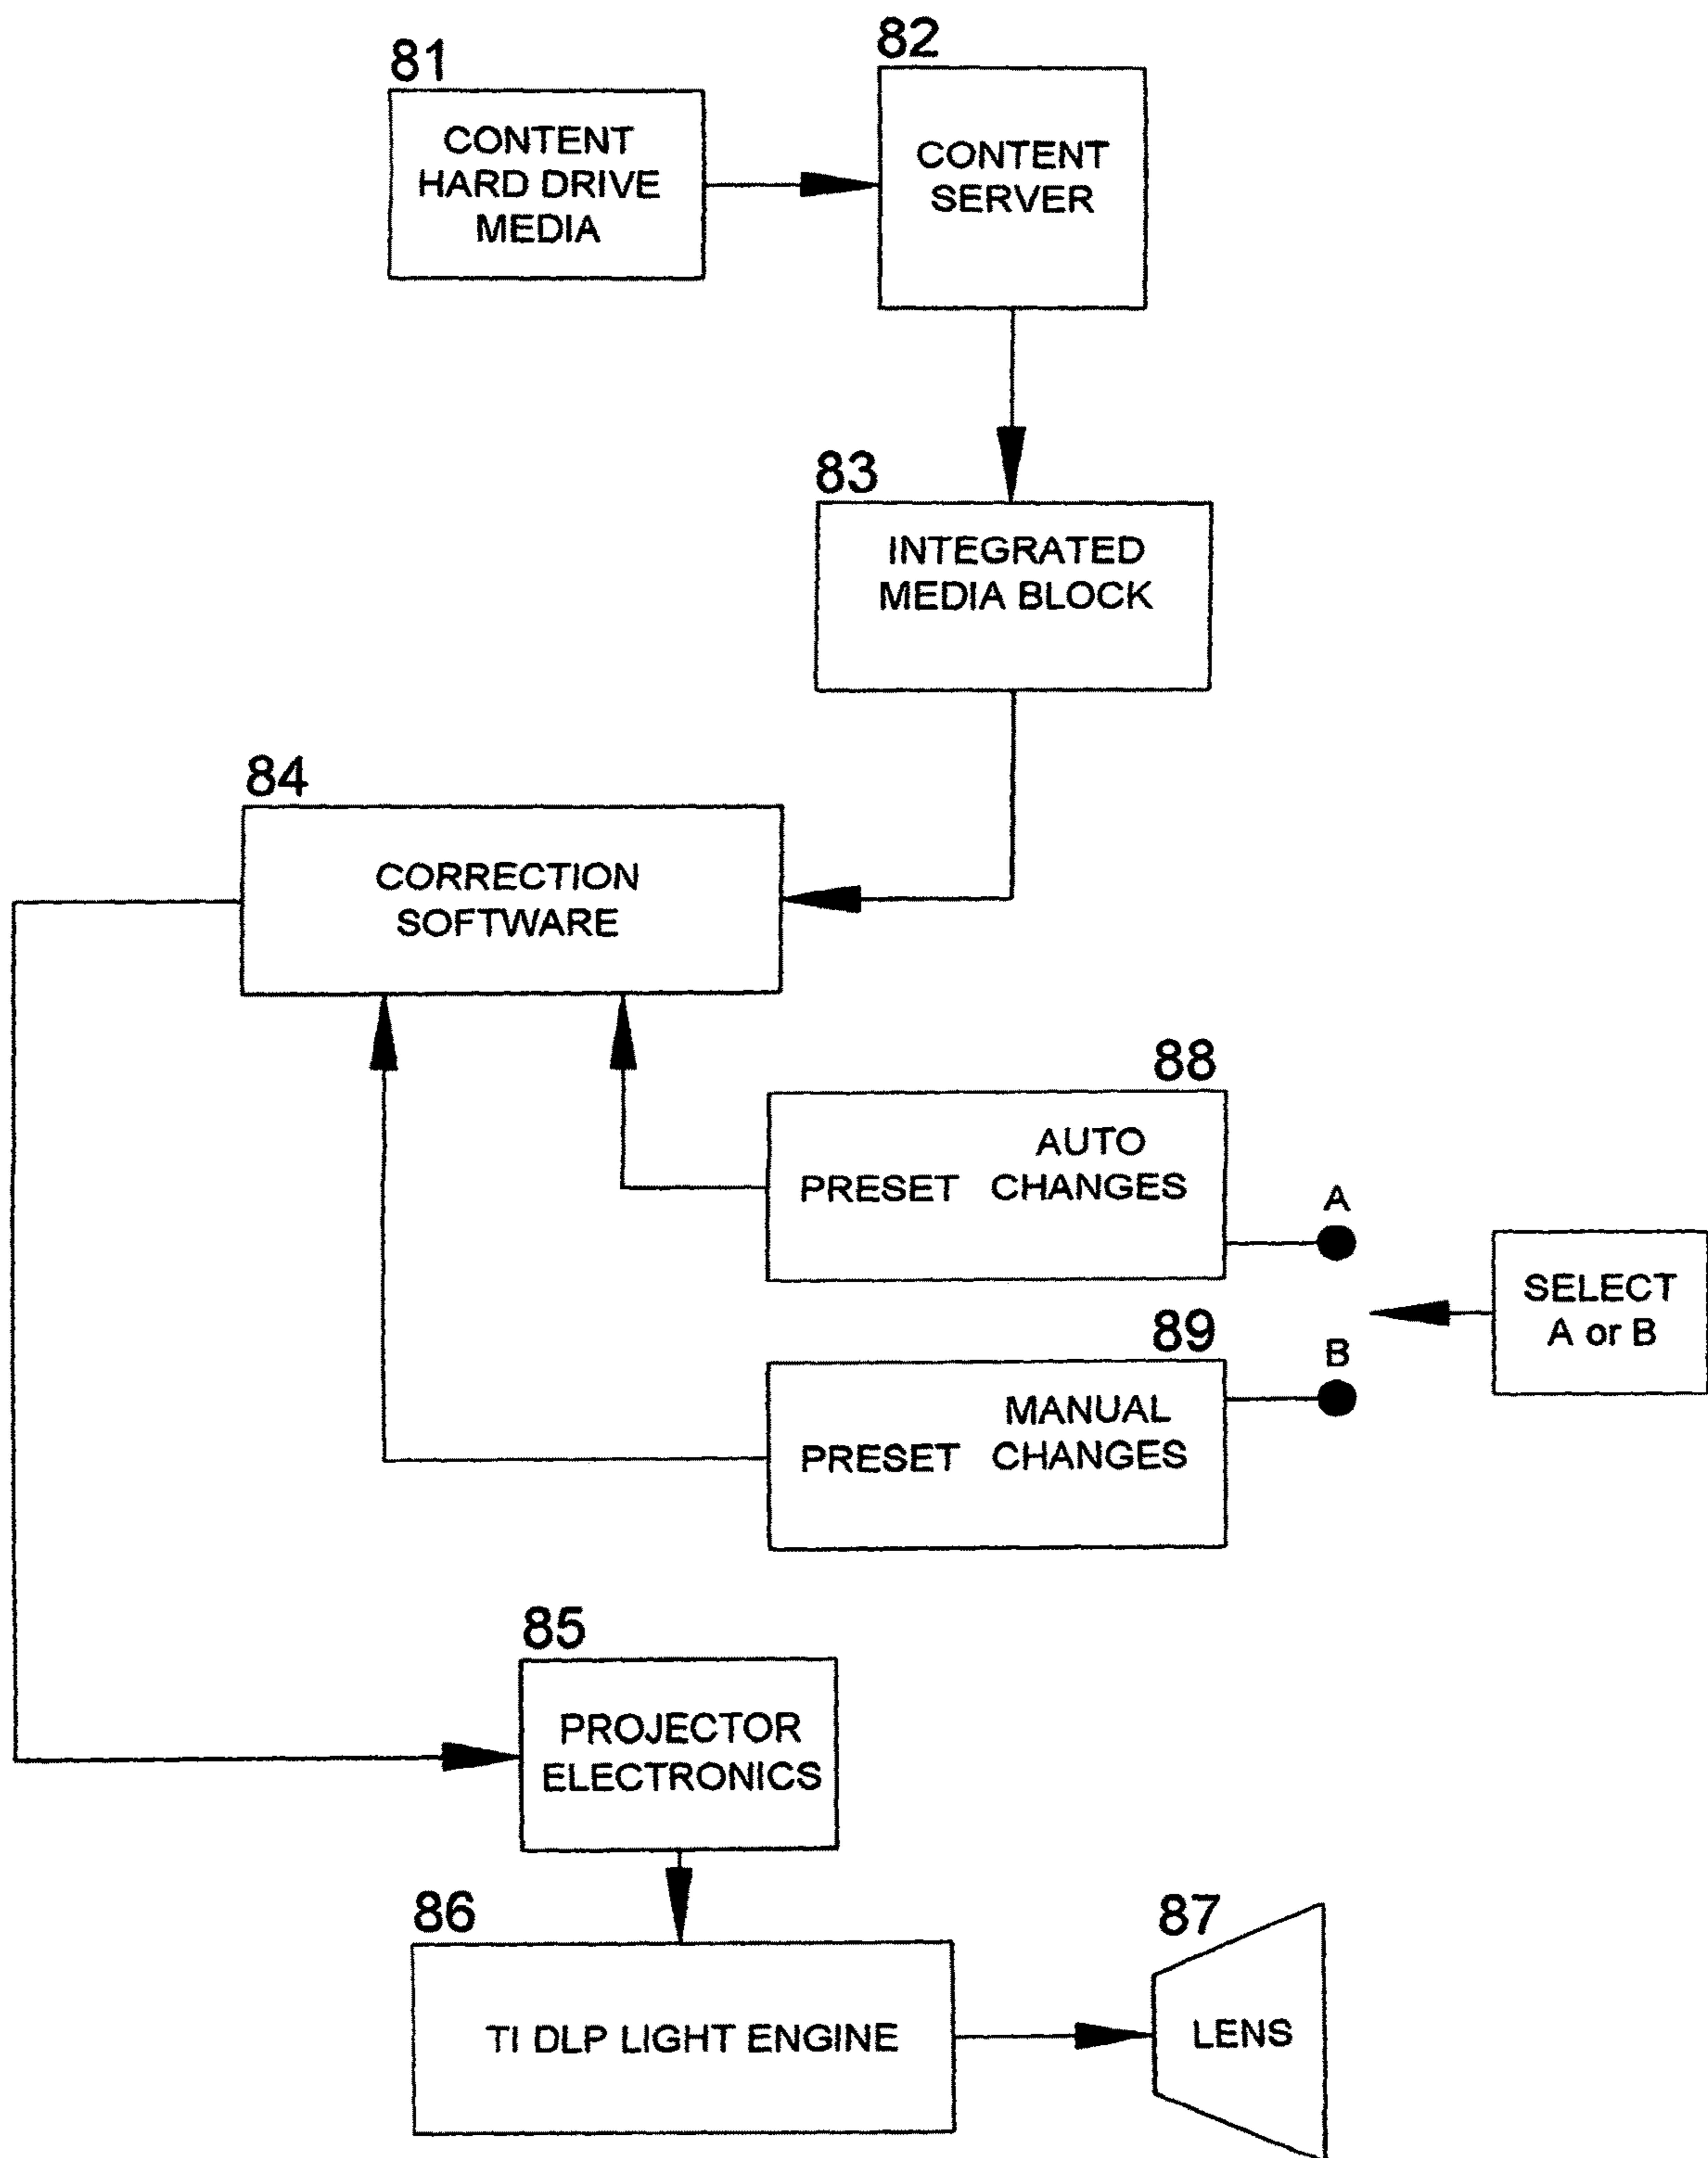 81
CONTENT
HARD DRIVE
MEDIA
82
CONTENT
SERVER
83
INTEGRATED
MEDIA BLOCK
84
CORRECTION
SOFTWARE
88
AUTO
PRESET CHANGES
A
SELECT
A or B
89
B
MANUAL
PRESET CHANGES
85
PROJECTOR
ELECTRONICS
86
TI DLP LIGHT ENGINE
87
LENS